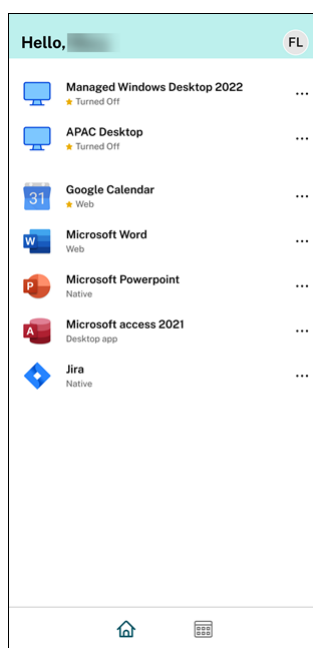 Hello,
FL
Managed Windows Desktop 2022
Turned Off
APAC Desktop
Turned Off
31
Google Calendar
Web
W
Microsoft Word
Web
P
Microsoft Powerpoint
Native
A
Microsoft access 2021
Desktop app
Jira
Native